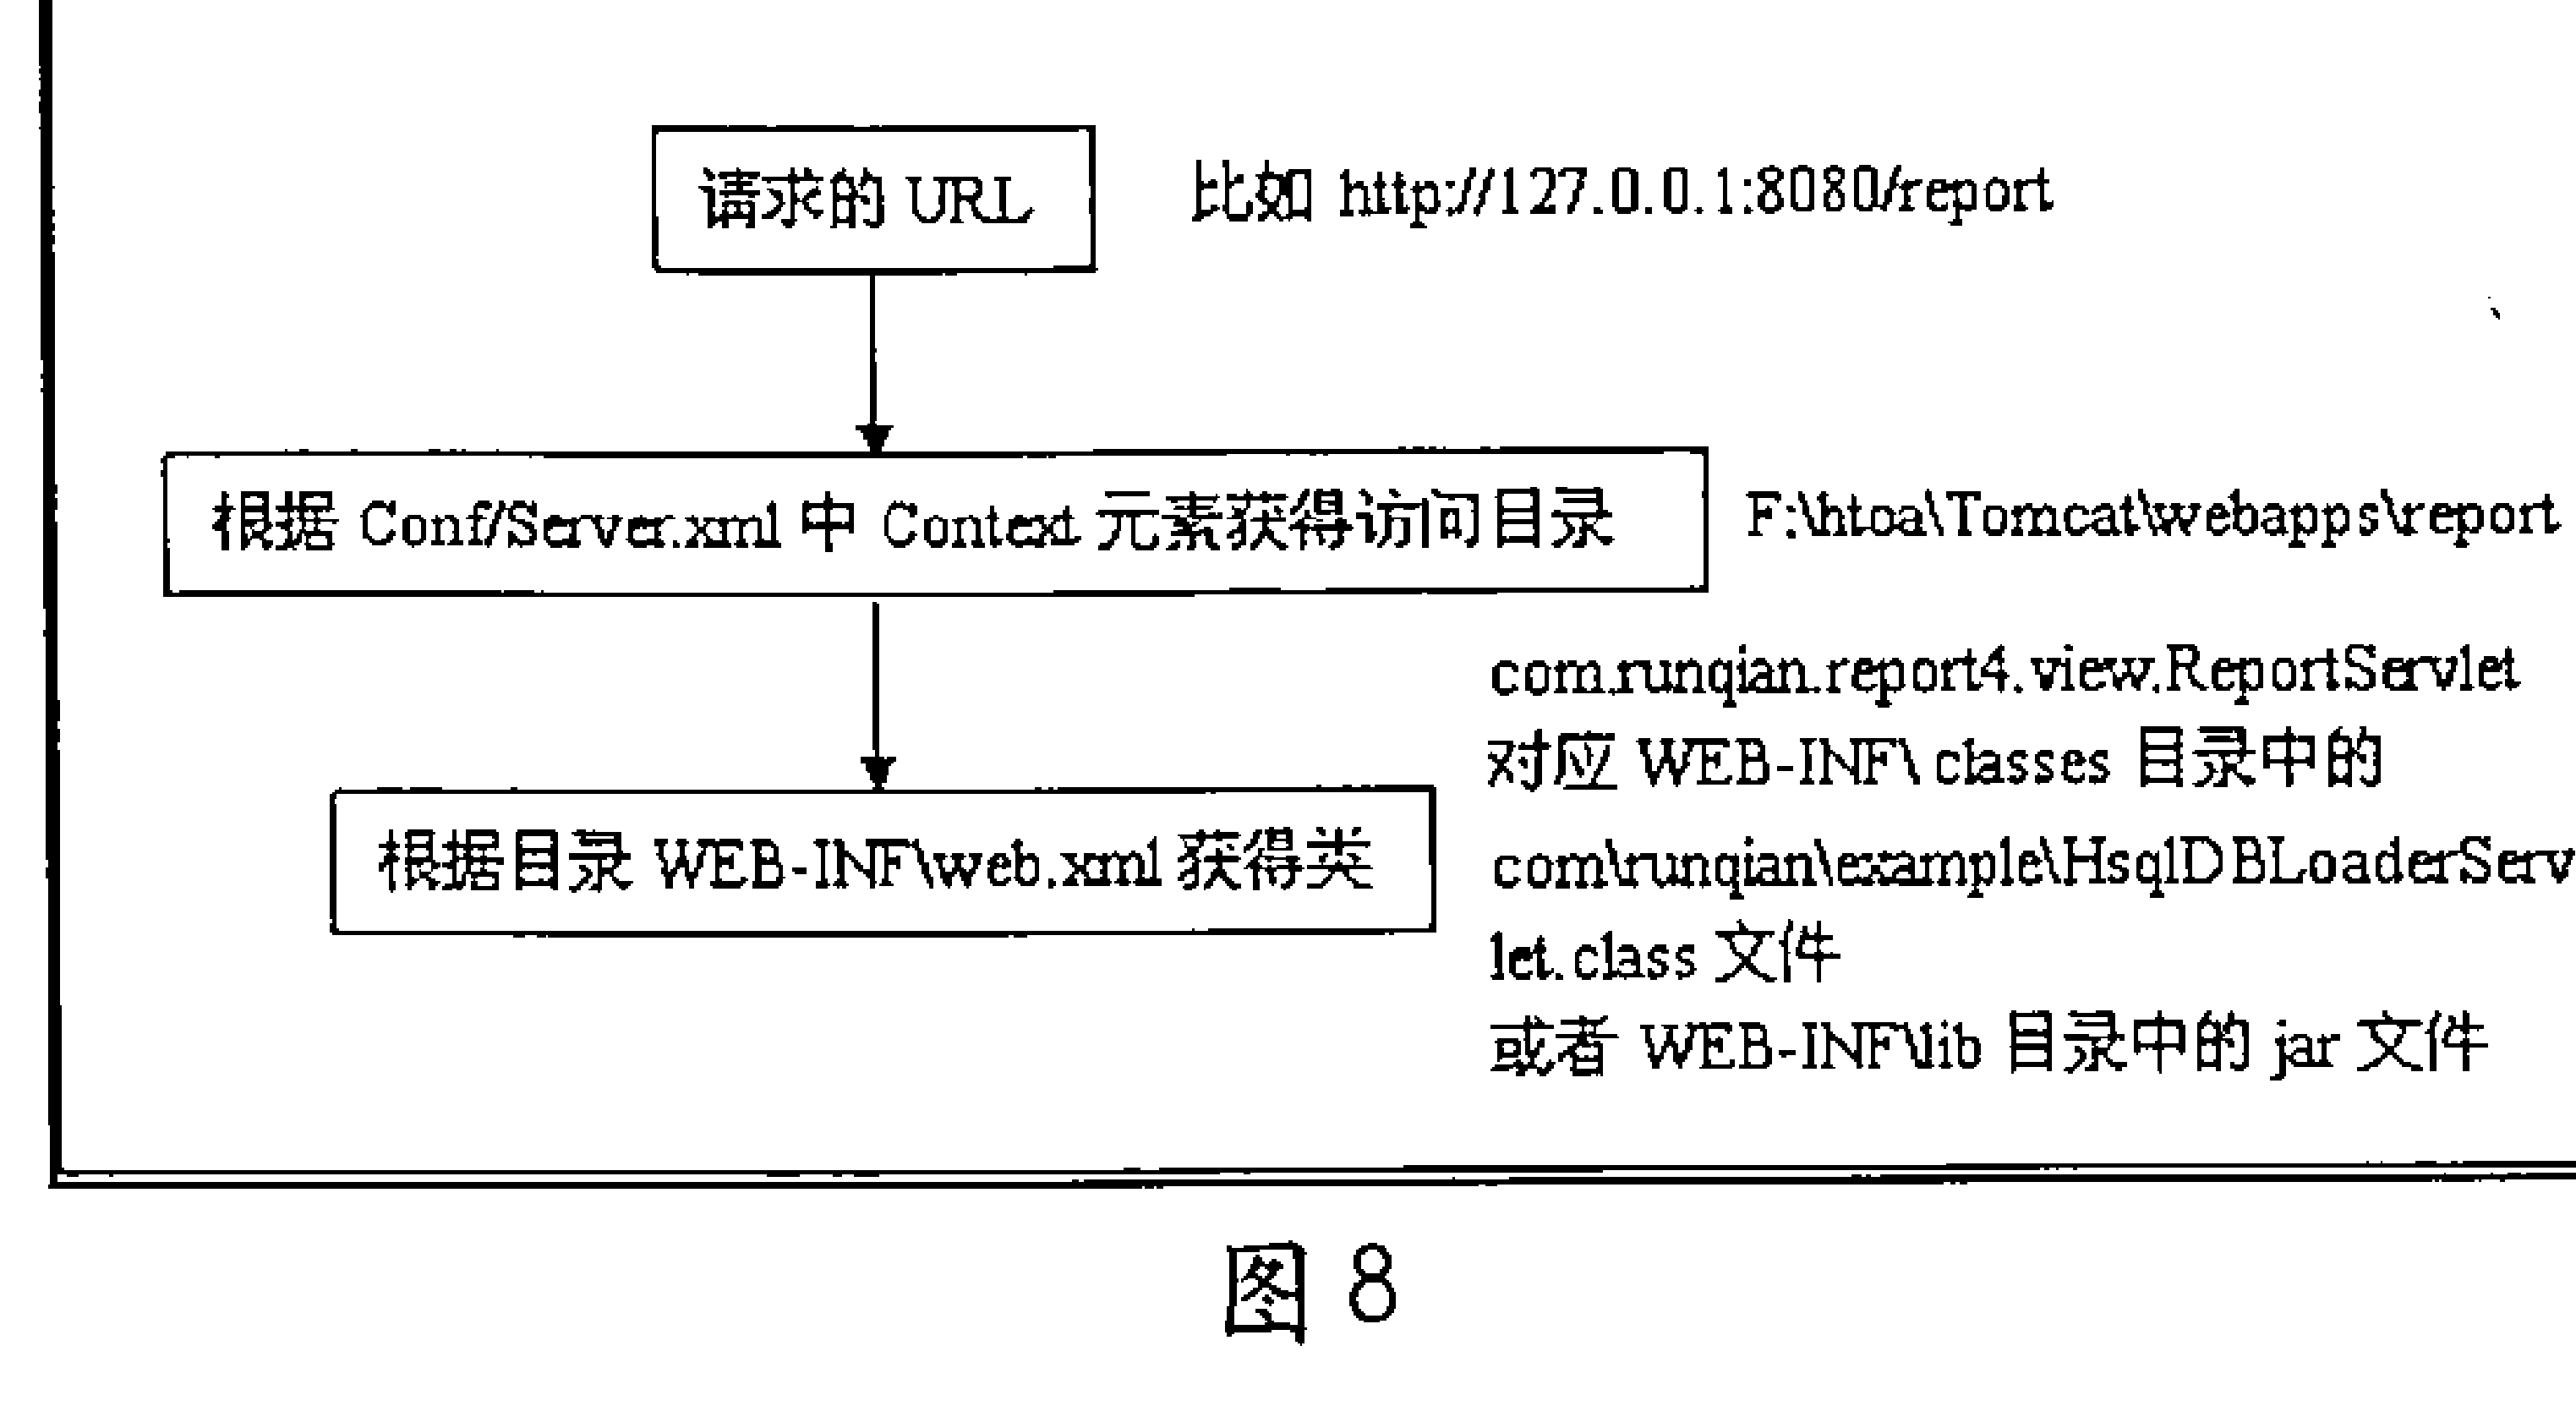 请求的 URL 比如 http://127.0.0.1:8080/report
根据 Conf/Server.xml 中 Context 元素获得访问目录 F:\htoa\Tomcat\webapps\report
com.runqian.report4.view.ReportServlet
对应 WEB-INF\ classes 目录中的
根据目录 WEB-INF\web.xml 获得类 com\runqian\example\HsqlDBLoaderServ
let.class 文件
或者 WEB-INF\lib 目录中的 jar 文件
图 8